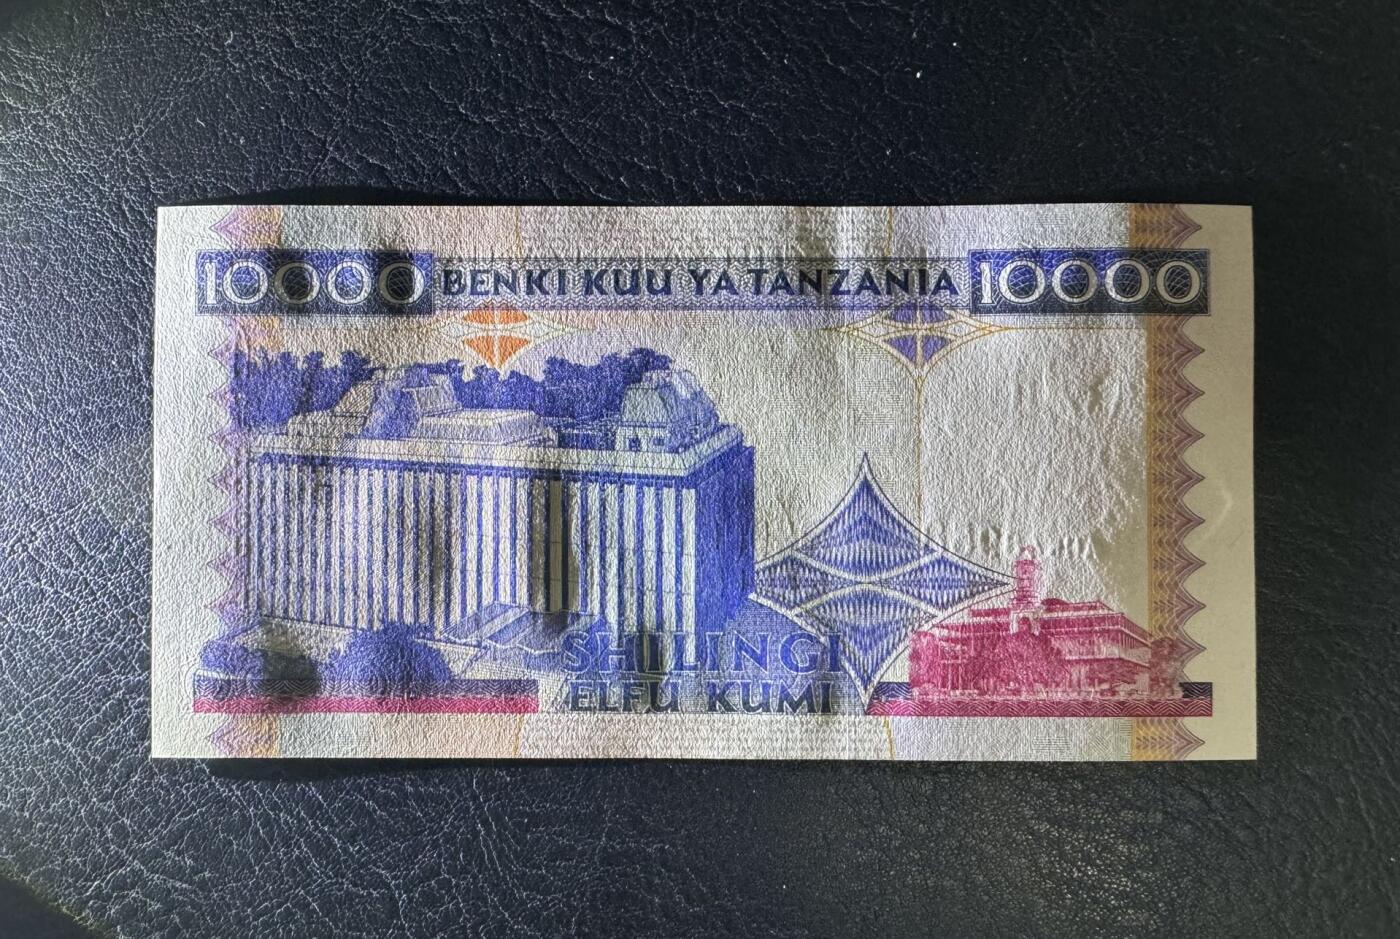 10000 BENKI KUU YA TANZANIA 10000
SHILINGI
ELFU KUMI